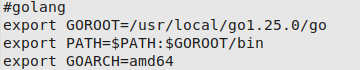 #golang
export GOROOT=/usr/local/go1.25.0/go
export PATH=$PATH:$GOROOT/bin
export GOARCH=amd64